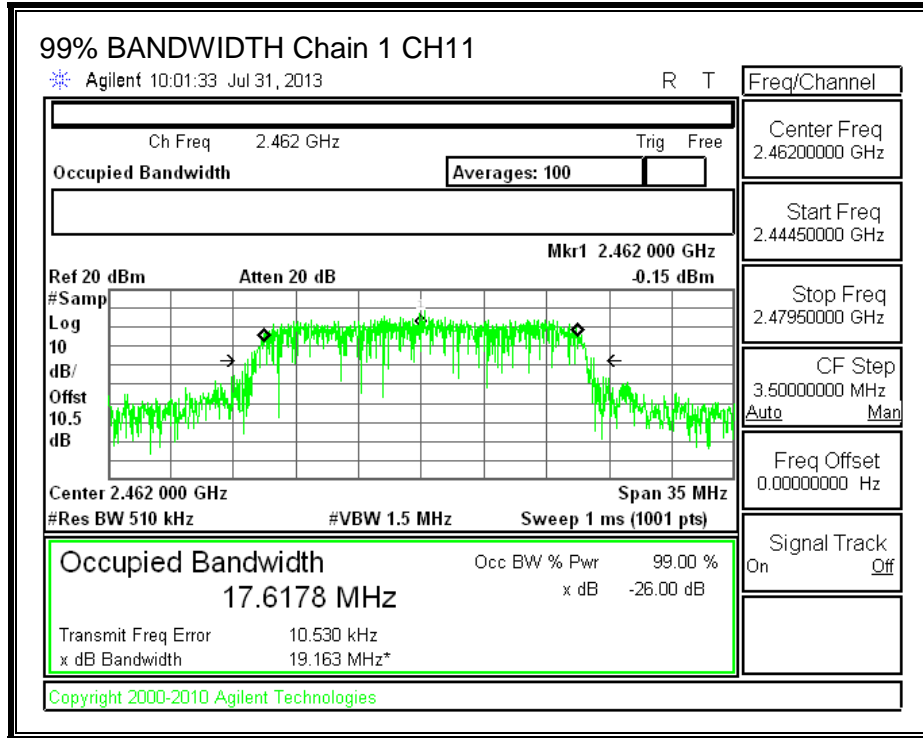 99% BANDWIDTH Chain 1 CH11
Agilent 10:01:33 Jul 31, 2013 R T
Freq/Channel
Ch Freq 2.462 GHz Trig Free
Occupied Bandwidth Averages: 100
Mkr1 2.462 000 GHz
Ref 20 dBm Atten 20 dB -0.15 dBm
#Samp
Log
10
dB/
Offst
10.5
dB
1
Center 2.462 000 GHz Span 35 MHz
#Res BW 510 kHz #VBW 1.5 MHz Sweep 1 ms (1001 pts)
Occupied Bandwidth Occ BW % Pwr 99.00 %
17.6178 MHz x dB -26.00 dB
Transmit Freq Error 10.530 kHz
x dB Bandwidth 19.163 MHz*
Copyright 2000-2010 Agilent Technologies
Center Freq
2.46200000 GHz
Start Freq
2.44450000 GHz
Stop Freq
2.47950000 GHz
CF Step
3.50000000 MHz
Auto Man
Freq Offset
0.00000000 Hz
Signal Track
On Off